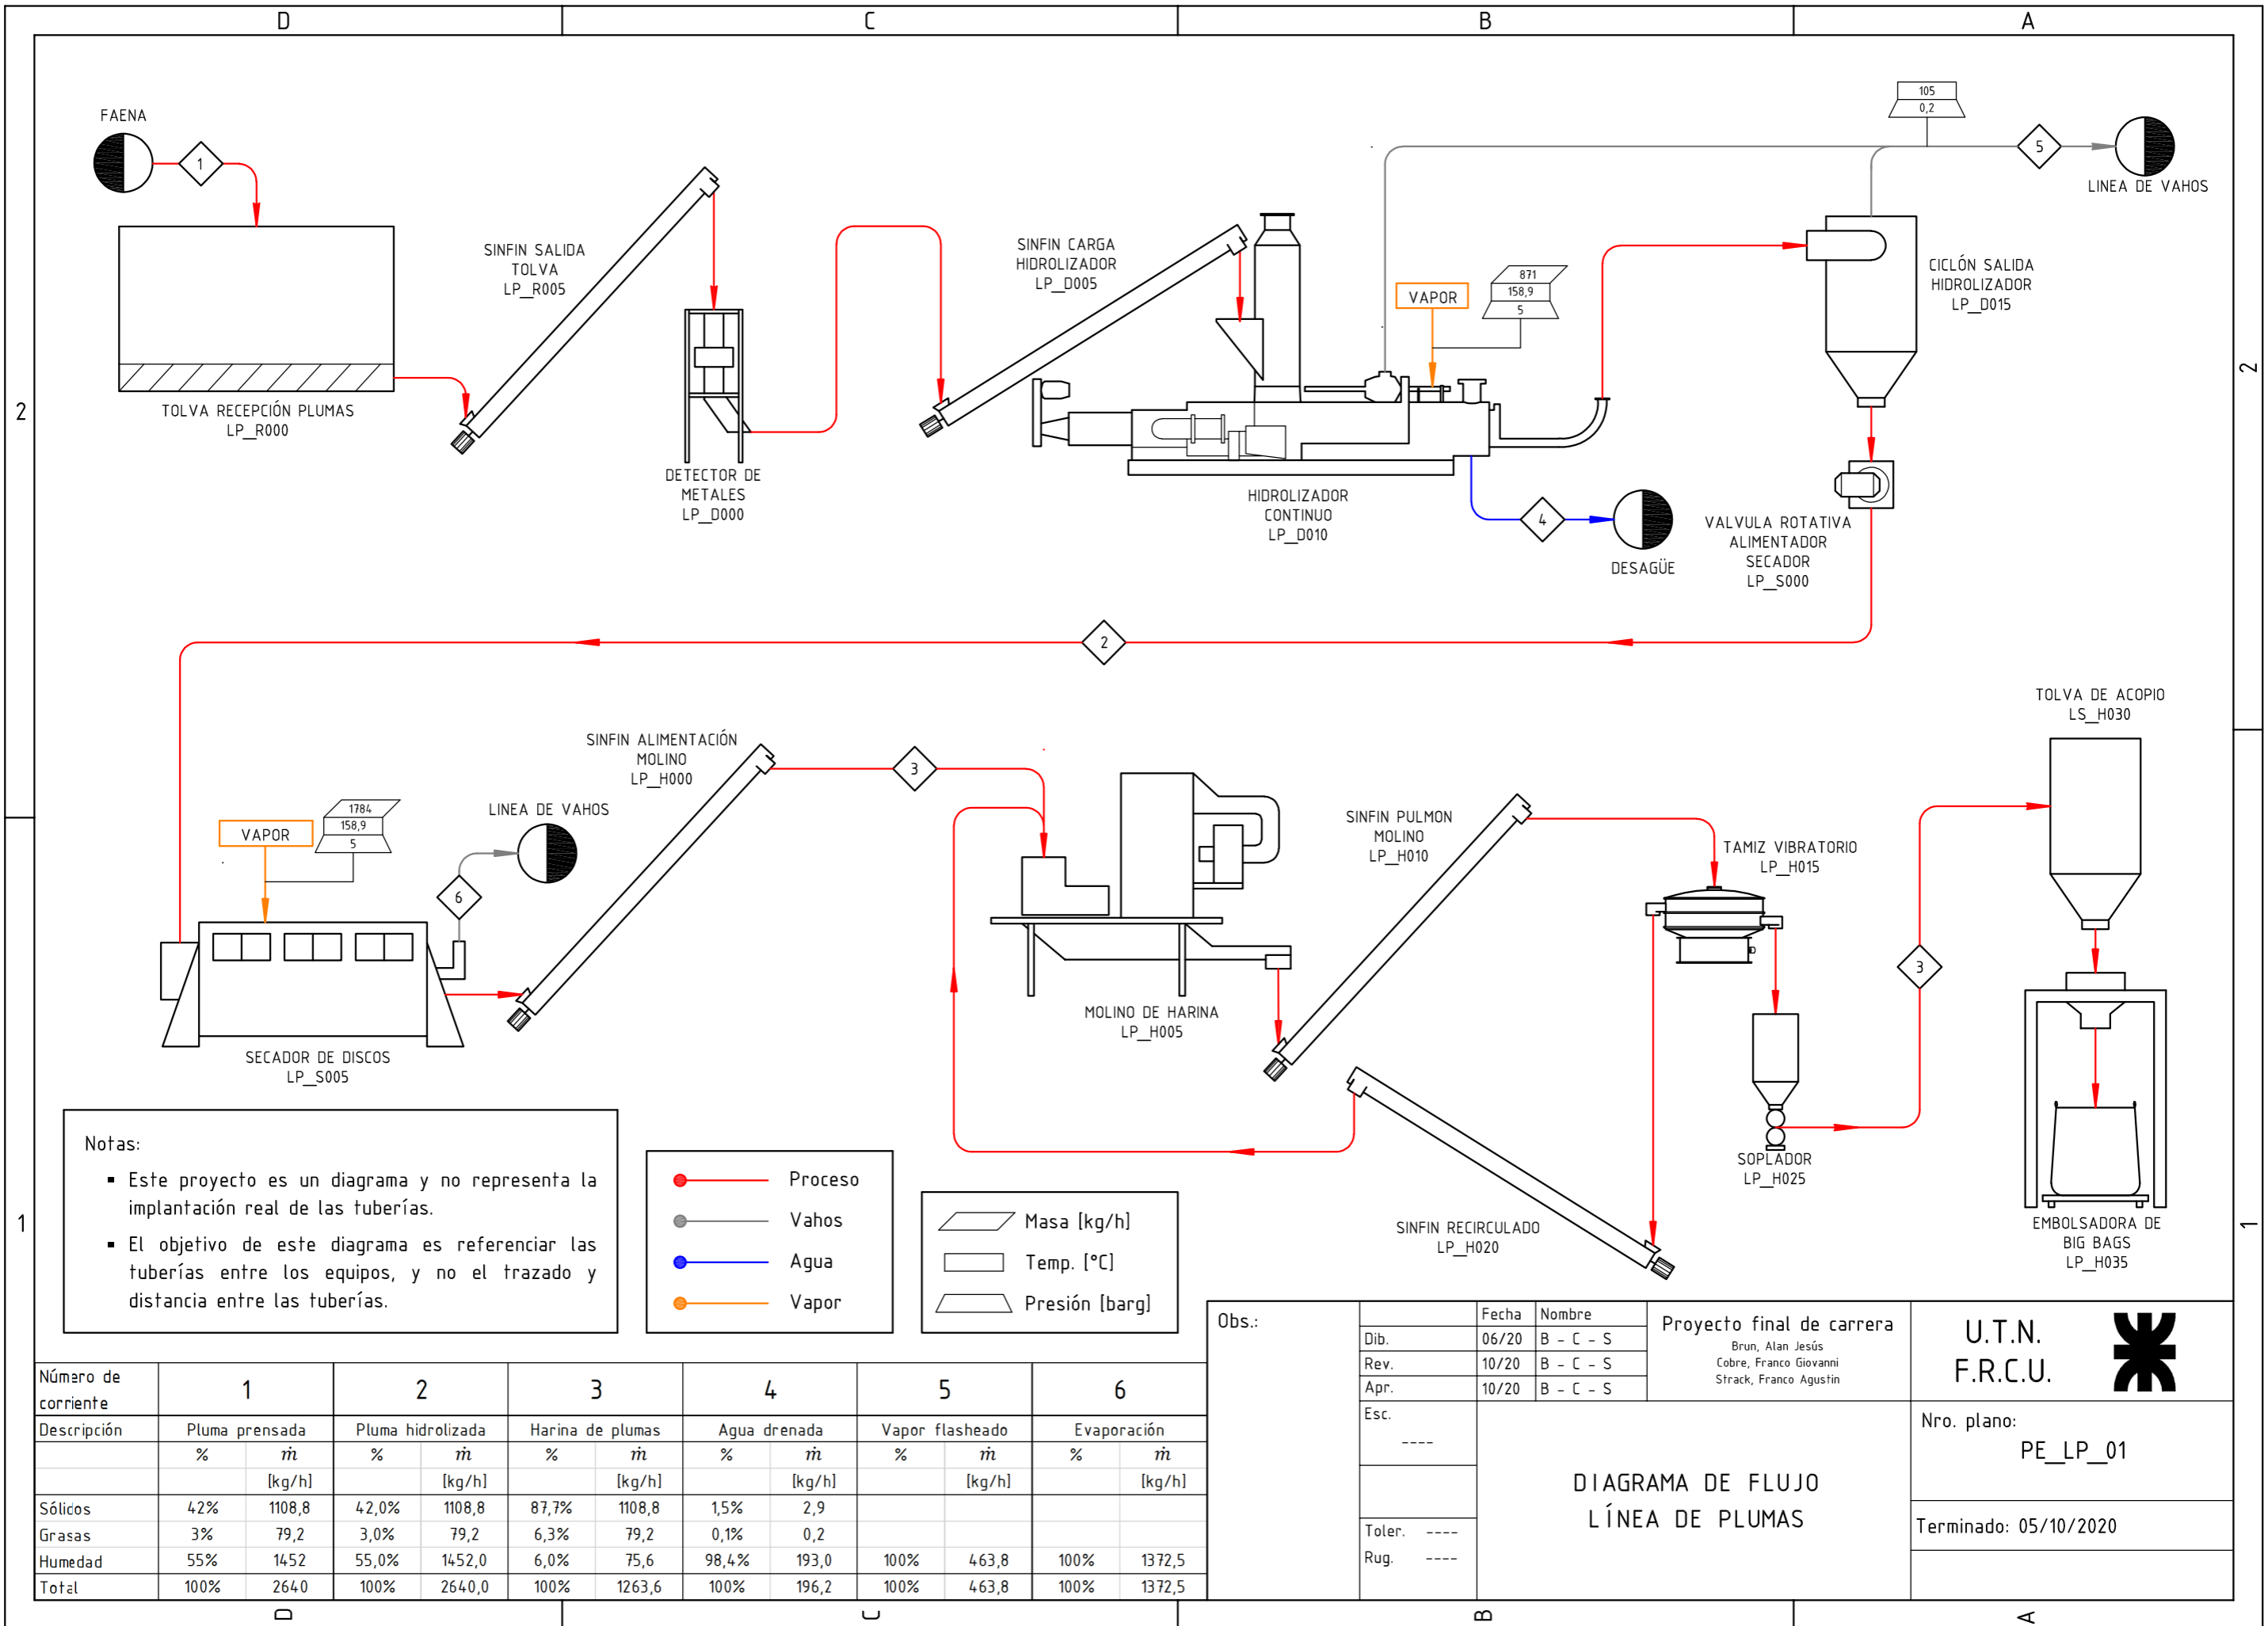 D C B A
FAENA
1
TOLVA RECEPCIÓN PLUMAS
LP_R000
SINFIN SALIDA
TOLVA
LP_R005
DETECTOR DE
METALES
LP_D000
SINFIN CARGA
HIDROLIZADOR
LP_D005
VAPOR
871
158,9
5
HIDROLIZADOR
CONTINUO
LP_D010
4
DESAGÜE
105
0,2
5
LINEA DE VAHOS
CICLÓN SALIDA
HIDROLIZADOR
LP_D015
VALVULA ROTATIVA
ALIMENTADOR
SECADOR
LP_S000
2
2
2
VAPOR
1784
158,9
5
LINEA DE VAHOS
6
SECADOR DE DISCOS
LP_S005
SINFIN ALIMENTACIÓN
MOLINO
LP_H000
3
MOLINO DE HARINA
LP_H005
SINFIN PULMON
MOLINO
LP_H010
TAMIZ VIBRATORIO
LP_H015
SINFIN RECIRCULADO
LP_H020
SOPLADOR
LP_H025
3
TOLVA DE ACOPIO
LS_H030
EMBOLSADORA DE
BIG BAGS
LP_H035
1
1
Notas:
▪ Este proyecto es un diagrama y no representa la
implantación real de las tuberías.
▪ El objetivo de este diagrama es referenciar las
tuberías entre los equipos, y no el trazado y
distancia entre las tuberías.
Proceso
Vahos
Agua
Vapor
Masa [kg/h]
Temp. [°C]
Presión [barg]
Número de
corriente 1 2 3 4 5 6
Descripción Pluma prensada Pluma hidrolizada Harina de plumas Agua drenada Vapor flasheado Evaporación
% ṁ % ṁ % ṁ % ṁ % ṁ % ṁ
[kg/h] [kg/h] [kg/h] [kg/h] [kg/h] [kg/h]
Sólidos 42% 1108,8 42,0% 1108,8 87,7% 1108,8 1,5% 2,9
Grasas 3% 79,2 3,0% 79,2 6,3% 79,2 0,1% 0,2
Humedad 55% 1452 55,0% 1452,0 6,0% 75,6 98,4% 193,0 100% 463,8 100% 1372,5
Total 100% 2640 100% 2640,0 100% 1263,6 100% 196,2 100% 463,8 100% 1372,5
Obs.:
Fecha Nombre
Dib. 06/20 B - C - S
Rev. 10/20 B - C - S
Apr. 10/20 B - C - S
Proyecto final de carrera
Brun, Alan Jesús
Cobre, Franco Giovanni
Strack, Franco Agustin
U.T.N.
F.R.C.U.
Esc.
----
Toler. ----
Rug. ----
DIAGRAMA DE FLUJO
LÍNEA DE PLUMAS
Nro. plano:
PE_LP_01
Terminado: 05/10/2020
D C B A